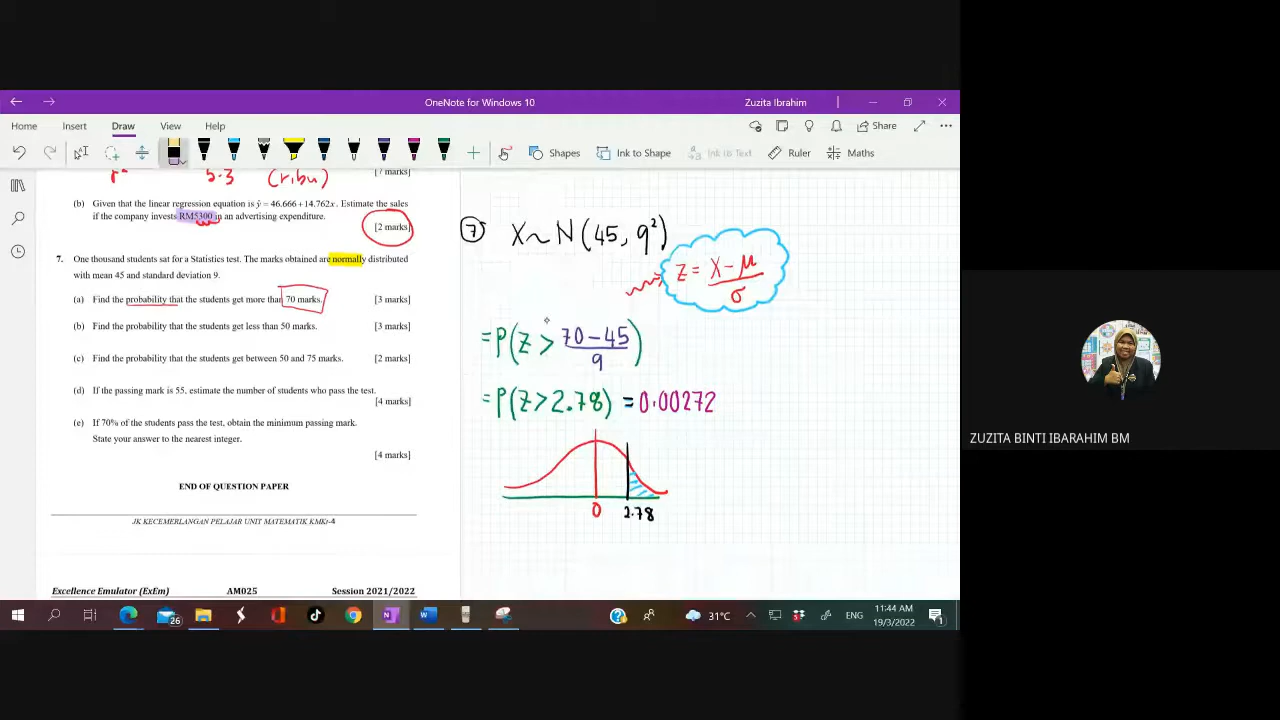 OneNote for Windows 10
Zuzita Ibrahim
Home Insert Draw View Help
Share
Shapes Ink to Shape Ink to Text Ruler Maths
5.3 (ribu)
[7 marks]
(b) Given that the linear regression equation is ŷ = 46.666 + 14.762x. Estimate the sales
if the company invests RM5300 in an advertising expenditure.
[2 marks]
7. One thousand students sat for a Statistics test. The marks obtained are normally distributed
with mean 45 and standard deviation 9.
(a) Find the probability that the students get more than 70 marks. [3 marks]
(b) Find the probability that the students get less than 50 marks. [3 marks]
(c) Find the probability that the students get between 50 and 75 marks. [2 marks]
(d) If the passing mark is 55, estimate the number of students who pass the test.
[4 marks]
(e) If 70% of the students pass the test, obtain the minimum passing mark.
State your answer to the nearest integer.
[4 marks]
END OF QUESTION PAPER
JK KECEMERLANGAN PELAJAR UNIT MATEMATIK KMKt-4
Excellence Emulator (ExEm) AM025 Session 2021/2022
7 X~N(45, 9²)
Z = X - μ
σ
= P(Z > 70 - 45
9 )
= P(Z > 2.78) = 0.00272
0 2.78
26
31°C
ENG
11:44 AM
19/3/2022
1
ZUZITA BINTI IBARAHIM BM